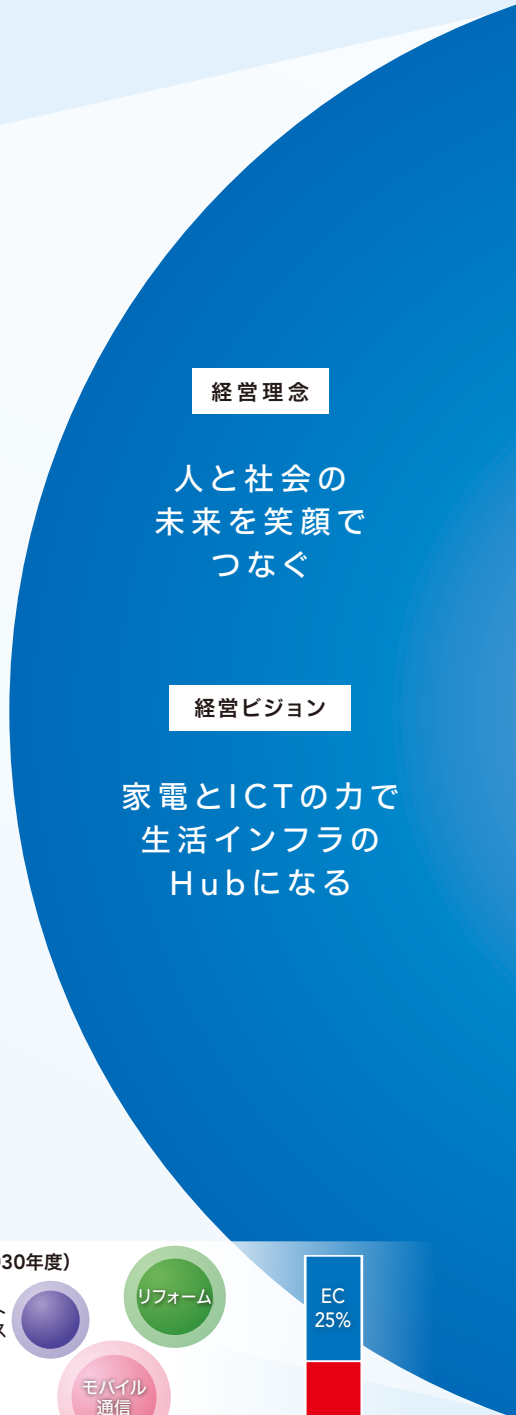 経営理念
人と社会の
未来を笑顔で
つなぐ
経営ビジョン
家電とICTの力で
生活インフラの
Hubになる
30年度)
リフォーム
ス
モバイル
通信
EC
25%